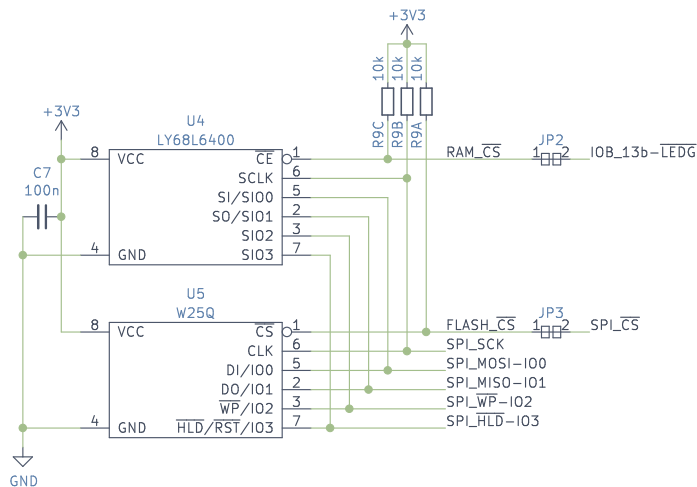 +3V3
10k 10k 10k
R9C R9B R9A
+3V3
C7
100n
U4
LY68L6400
8 VCC CE 1 RAM_CS JP2 1 2 IOB_13b-LEDG
SCLK 6
SI/SIO0 5
SO/SIO1 2
SIO2 3
4 GND SIO3 7
U5
W25Q
8 VCC CS 1 FLASH_CS JP3 1 2 SPI_CS
CLK 6 SPI_SCK
DI/IO0 5 SPI_MOSI-IO0
DO/IO1 2 SPI_MISO-IO1
WP/IO2 3 SPI_WP-IO2
4 GND HLD/RST/IO3 7 SPI_HLD-IO3
GND